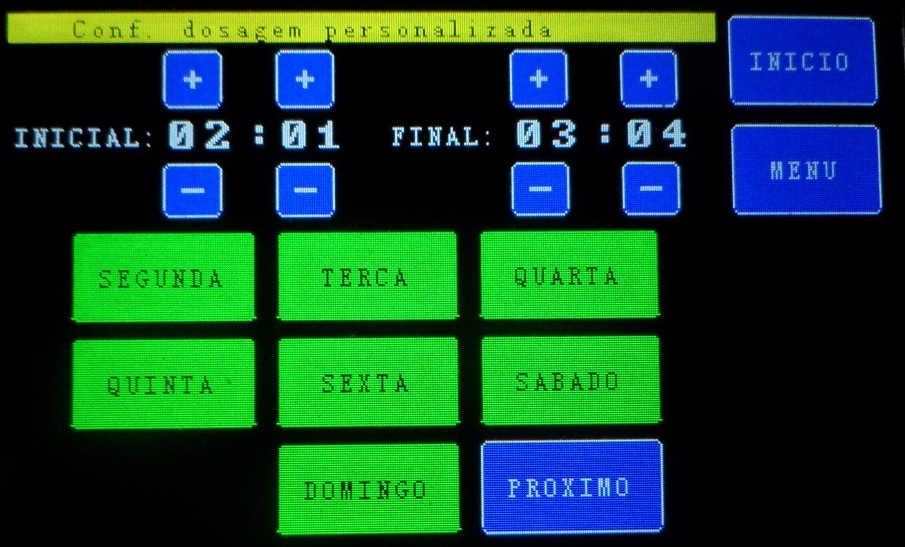 Conf. dosagem personalizada
INICIO
+ + + +
INICIAL: 02:01 FINAL: 03:04
- - - -
MENU
SEGUNDA TERCA QUARTA
QUINTA SEXTA SABADO
DOMINGO PROXIMO